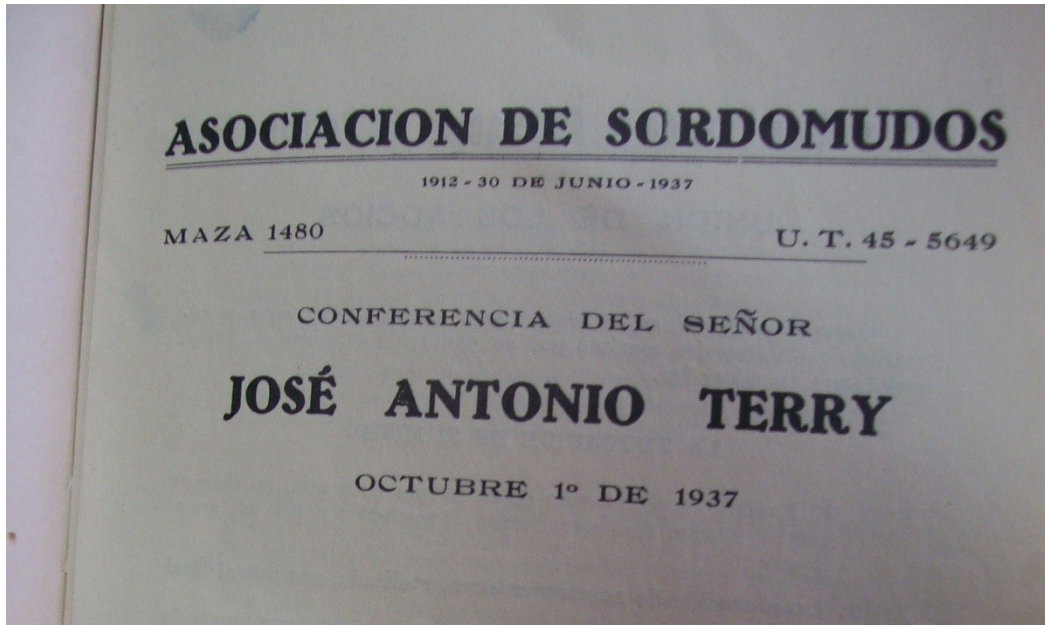 ASOCIACION DE SORDOMUDOS
1912 - 30 DE JUNIO - 1937
MAZA 1480 U. T. 45 - 5649
CONFERENCIA DEL SEÑOR
JOSÉ ANTONIO TERRY
OCTUBRE 1º DE 1937